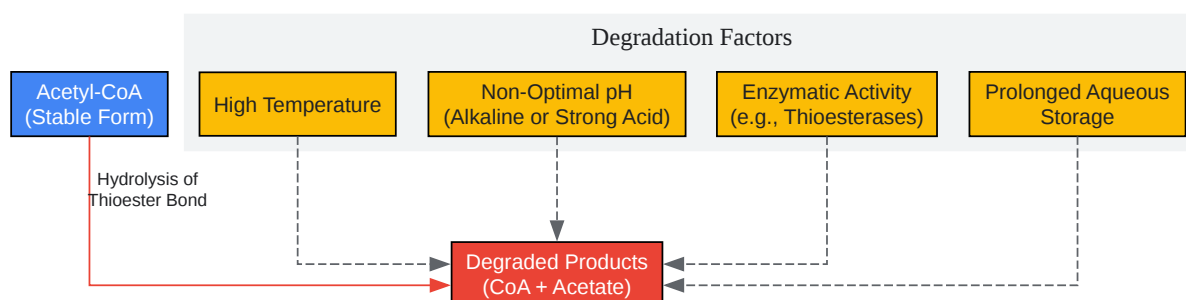 Degradation Factors
Acetyl-CoA
(Stable Form)
High Temperature
Non-Optimal pH
(Alkaline or Strong Acid)
Enzymatic Activity
(e.g., Thioesterases)
Prolonged Aqueous
Storage
Hydrolysis of
Thioester Bond
Degraded Products
(CoA + Acetate)